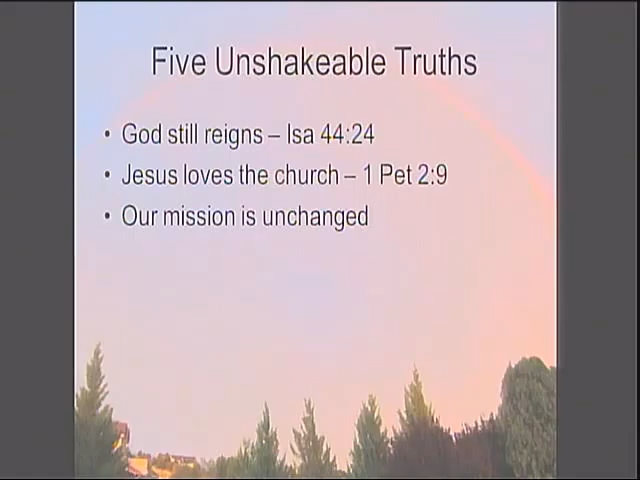 Five Unshakeable Truths
• God still reigns – Isa 44:24
• Jesus loves the church – 1 Pet 2:9
• Our mission is unchanged